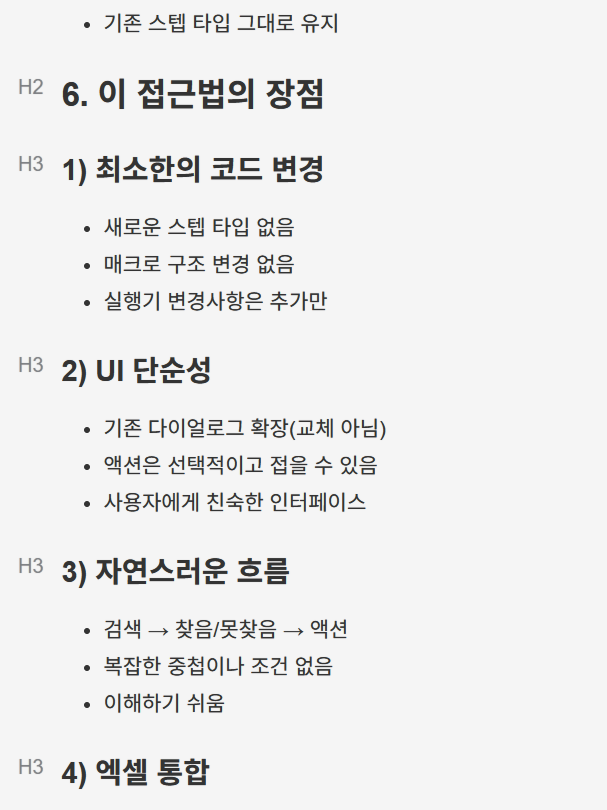 • 기존 스텝 타입 그대로 유지
H2 6. 이 접근법의 장점
H3 1) 최소한의 코드 변경
• 새로운 스텝 타입 없음
• 매크로 구조 변경 없음
• 실행기 변경사항은 추가만
H3 2) UI 단순성
• 기존 다이얼로그 확장(교체 아님)
• 액션은 선택적이고 접을 수 있음
• 사용자에게 친숙한 인터페이스
H3 3) 자연스러운 흐름
• 검색 → 찾음/못찾음 → 액션
• 복잡한 중첩이나 조건 없음
• 이해하기 쉬움
H3 4) 엑셀 통합